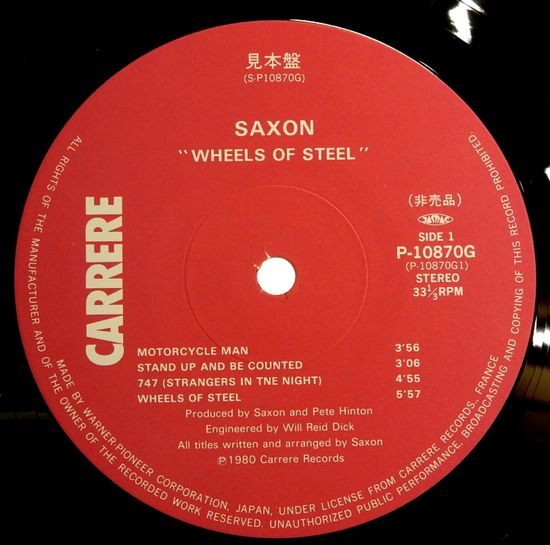 見本盤
(S-P10870G)
SAXON
"WHEELS OF STEEL"
CARRERE
(非売品)
JASRAC
SIDE 1
P-10870G
(P-10870G1)
STEREO
33 1/3 RPM
MOTORCYCLE MAN 3'56
STAND UP AND BE COUNTED 3'06
747 (STRANGERS IN TNE NIGHT) 4'55
WHEELS OF STEEL 5'57
Produced by Saxon and Pete Hinton
Engineered by Will Reid Dick
All titles written and arranged by Saxon
℗1980 Carrere Records
ALL RIGHTS OF THE MANUFACTURER AND OF THE OWNER OF THE RECORDED WORK RESERVED. UNAUTHORIZED PUBLIC PERFORMANCE, BROADCASTING AND COPYING OF THIS RECORD PROHIBITED.
MADE BY WARNER-PIONEER CORPORATION, JAPAN, UNDER LICENSE FROM CARRERE RECORDS, FRANCE